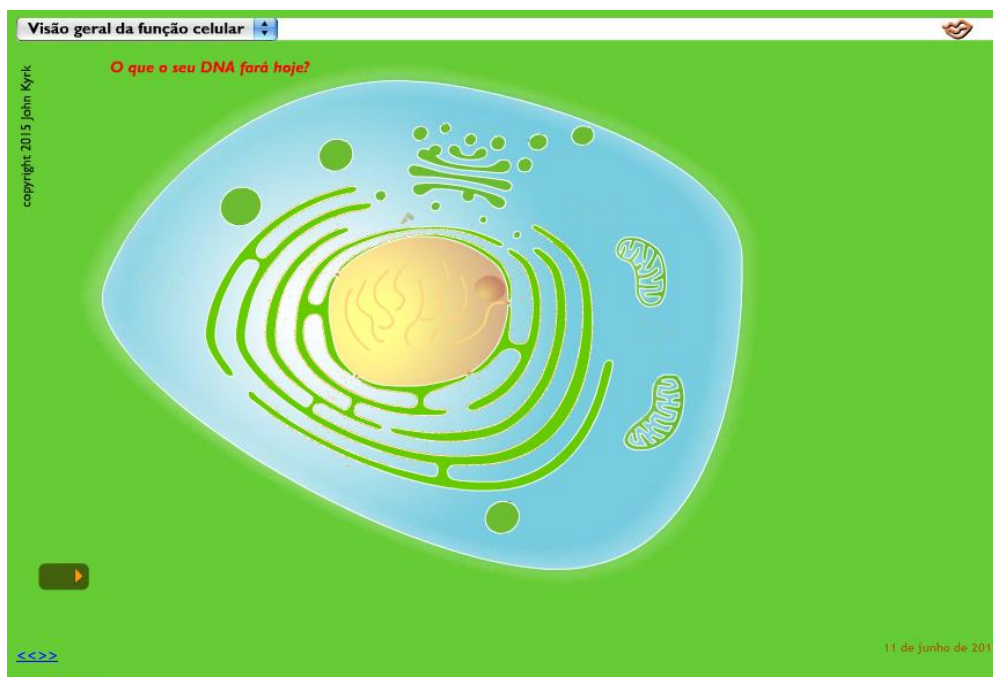 Visão geral da função celular
O que o seu DNA fará hoje?
copyright 2015 John Kyrk
<<>>
11 de junho de 201